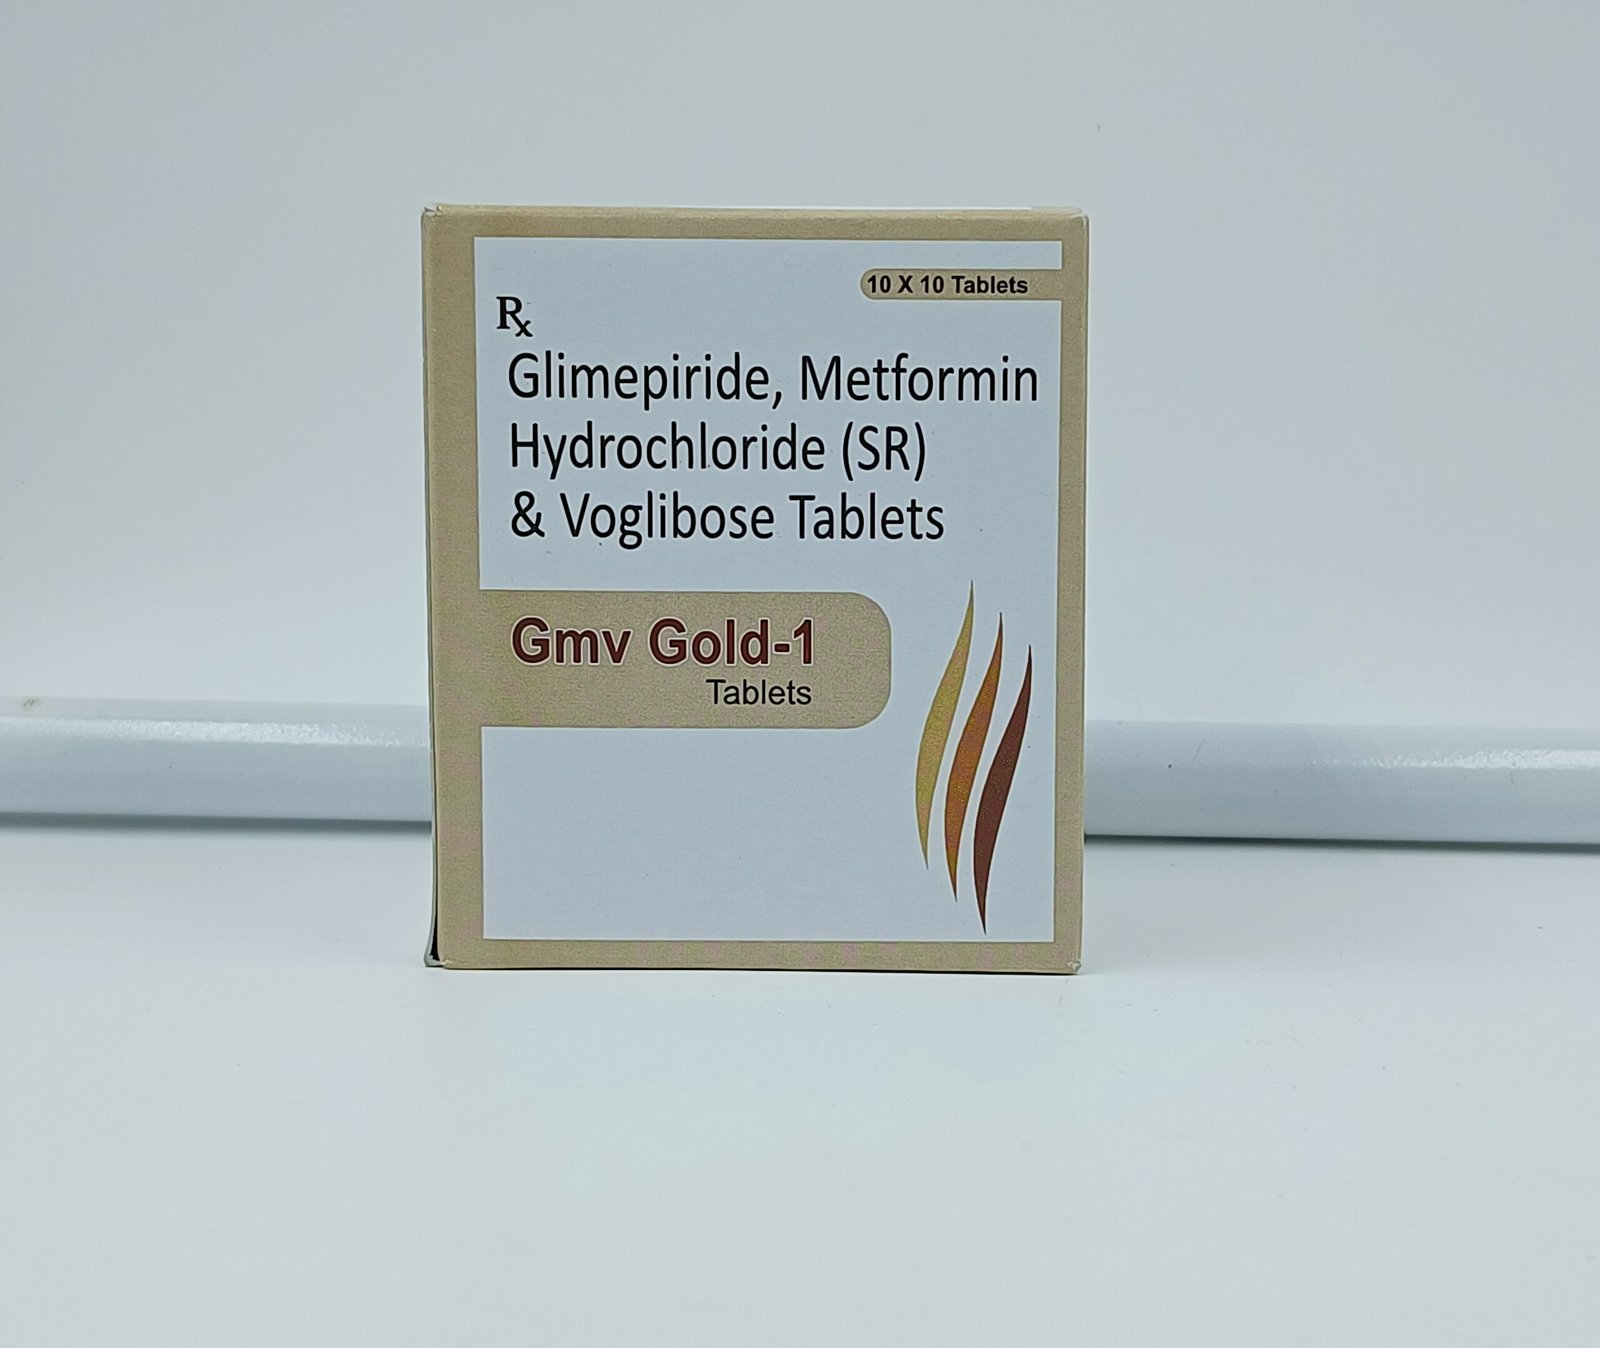 10 X 10 Tablets
Rx
Glimepiride, Metformin
Hydrochloride (SR)
& Voglibose Tablets
Gmv Gold-1
Tablets